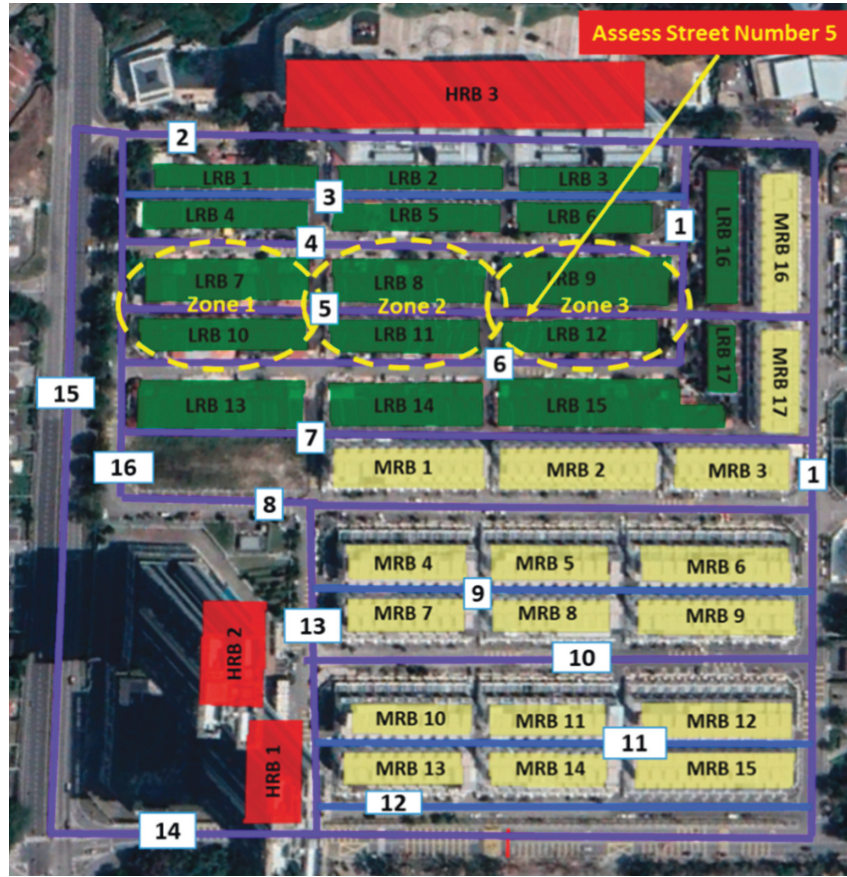 Assess Street Number 5
HRB 3
2
LRB 1 LRB 2 LRB 3
3
LRB 4 LRB 5 LRB 6
1
LRB 16
MRB 16
4
LRB 7 LRB 8 LRB 9
Zone 1 5 Zone 2 Zone 3
LRB 10 LRB 11 LRB 12
LRB 17
MRB 17
6
15
LRB 13 LRB 14 LRB 15
7
16
MRB 1 MRB 2 MRB 3
1
8
MRB 4 MRB 5 MRB 6
9
MRB 7 MRB 8 MRB 9
13
HRB 2
10
MRB 10 MRB 11 MRB 12
11
HRB 1
MRB 13 MRB 14 MRB 15
12
14